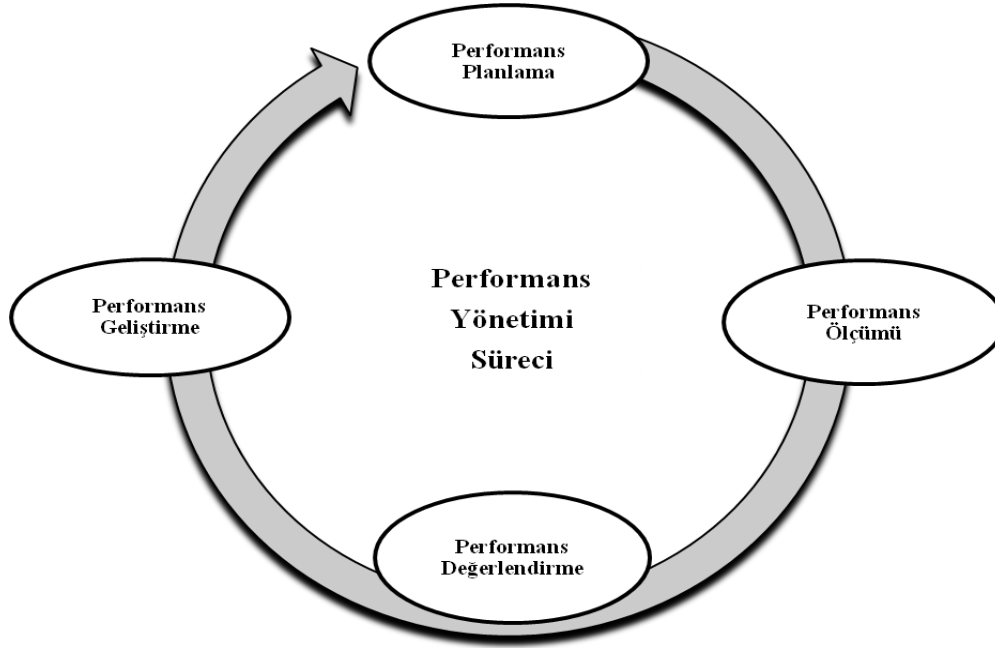 Performans
Planlama
Performans
Yönetimi
Süreci
Performans
Geliştirme
Performans
Ölçümü
Performans
Değerlendirme